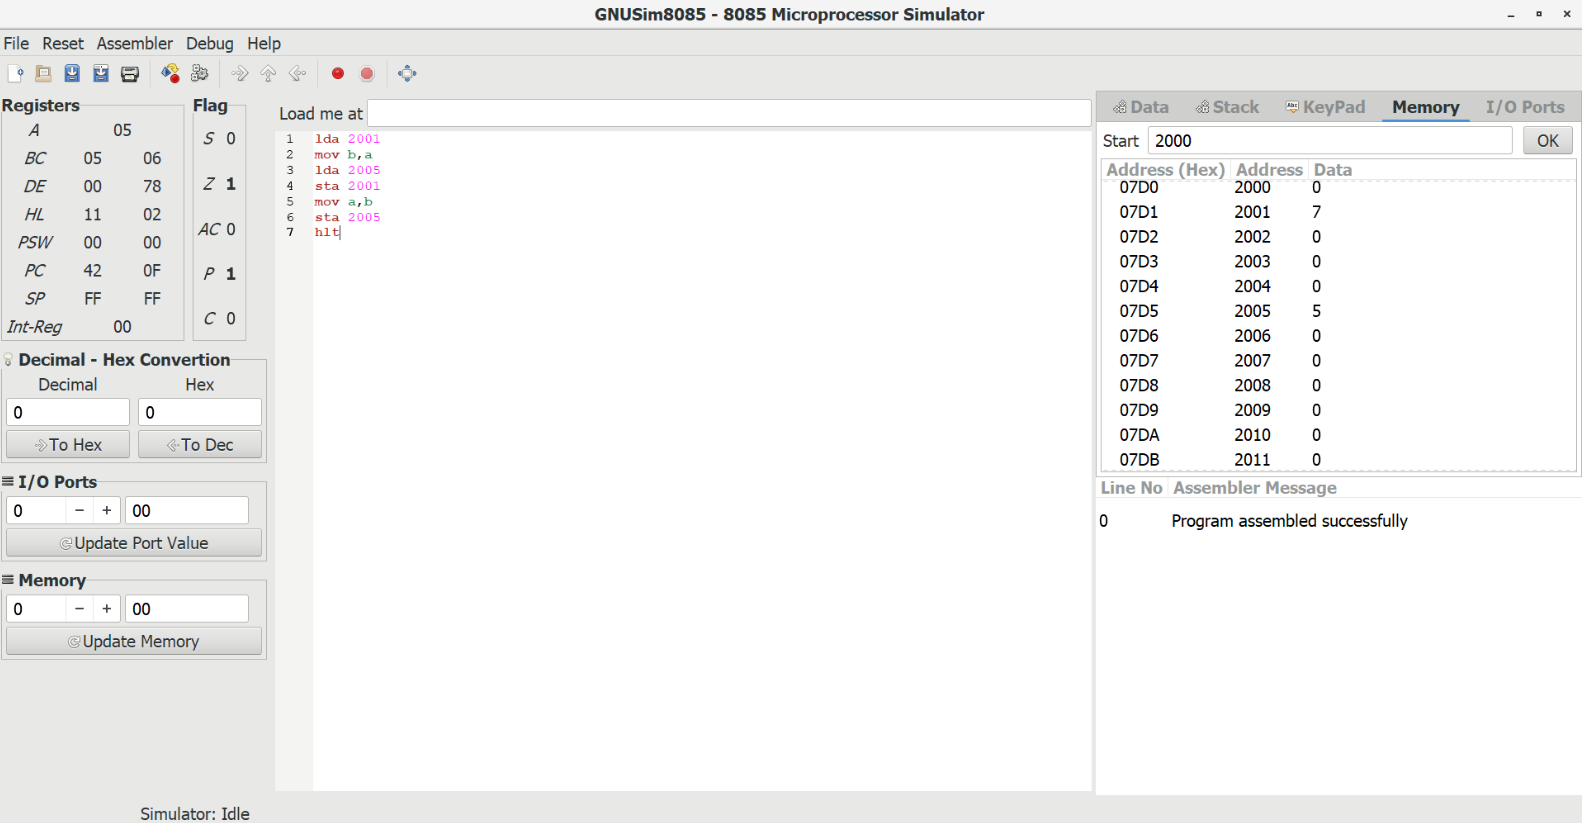 GNUSim8085 - 8085 Microprocessor Simulator
File Reset Assembler Debug Help
Registers
A 05
BC 05 06
DE 00 78
HL 11 02
PSW 00 00
PC 42 0F
SP FF FF
Int-Reg 00
Flag
S 0
Z 1
AC 0
P 1
C 0
Decimal - Hex Convertion
Decimal Hex
0 0
To Hex To Dec
I/O Ports
0 − + 00
Update Port Value
Memory
0 − + 00
Update Memory
Load me at
1 lda 2001
2 mov b,a
3 lda 2005
4 sta 2001
5 mov a,b
6 sta 2005
7 hlt
Data Stack KeyPad Memory I/O Ports
Start 2000 OK
Address (Hex) Address Data
07D0 2000 0
07D1 2001 7
07D2 2002 0
07D3 2003 0
07D4 2004 0
07D5 2005 5
07D6 2006 0
07D7 2007 0
07D8 2008 0
07D9 2009 0
07DA 2010 0
07DB 2011 0
Line No Assembler Message
0 Program assembled successfully
Simulator: Idle